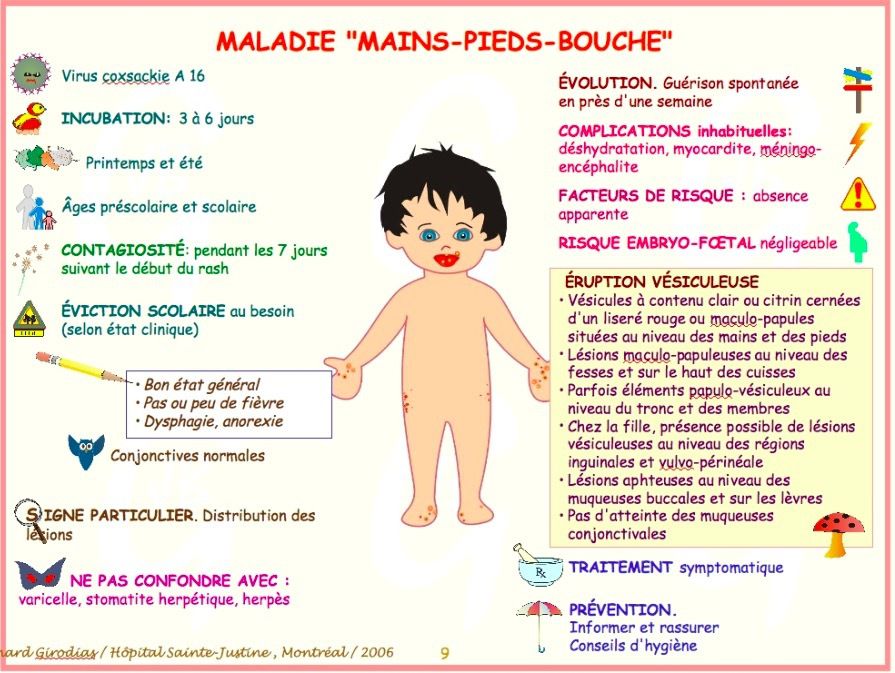 MALADIE "MAINS-PIEDS-BOUCHE"
Virus coxsackie A 16
INCUBATION: 3 à 6 jours
Printemps et été
Âges préscolaire et scolaire
CONTAGIOSITÉ: pendant les 7 jours
suivant le début du rash
ÉVICTION SCOLAIRE au besoin
(selon état clinique)
• Bon état général
• Pas ou peu de fièvre
• Dysphagie, anorexie
Conjonctives normales
SIGNE PARTICULIER. Distribution des
lésions
NE PAS CONFONDRE AVEC :
varicelle, stomatite herpétique, herpès
ÉVOLUTION. Guérison spontanée
en près d'une semaine
COMPLICATIONS inhabituelles:
déshydratation, myocardite, méningo-
encéphalite
FACTEURS DE RISQUE : absence
apparente
RISQUE EMBRYO-FŒTAL négligeable
ÉRUPTION VÉSICULEUSE
• Vésicules à contenu clair ou citrin cernées
d'un liseré rouge ou maculo-papules
situées au niveau des mains et des pieds
• Lésions maculo-papuleuses au niveau des
fesses et sur le haut des cuisses
• Parfois éléments papulo-vésiculeux au
niveau du tronc et des membres
• Chez la fille, présence possible de lésions
vésiculeuses au niveau des régions
inguinales et vulvo-périnéale
• Lésions aphteuses au niveau des
muqueuses buccales et sur les lèvres
• Pas d'atteinte des muqueuses
conjonctivales
Rx
TRAITEMENT symptomatique
PRÉVENTION.
Informer et rassurer
Conseils d'hygiène
nard Girodias / Hôpital Sainte-Justine , Montréal / 2006
9